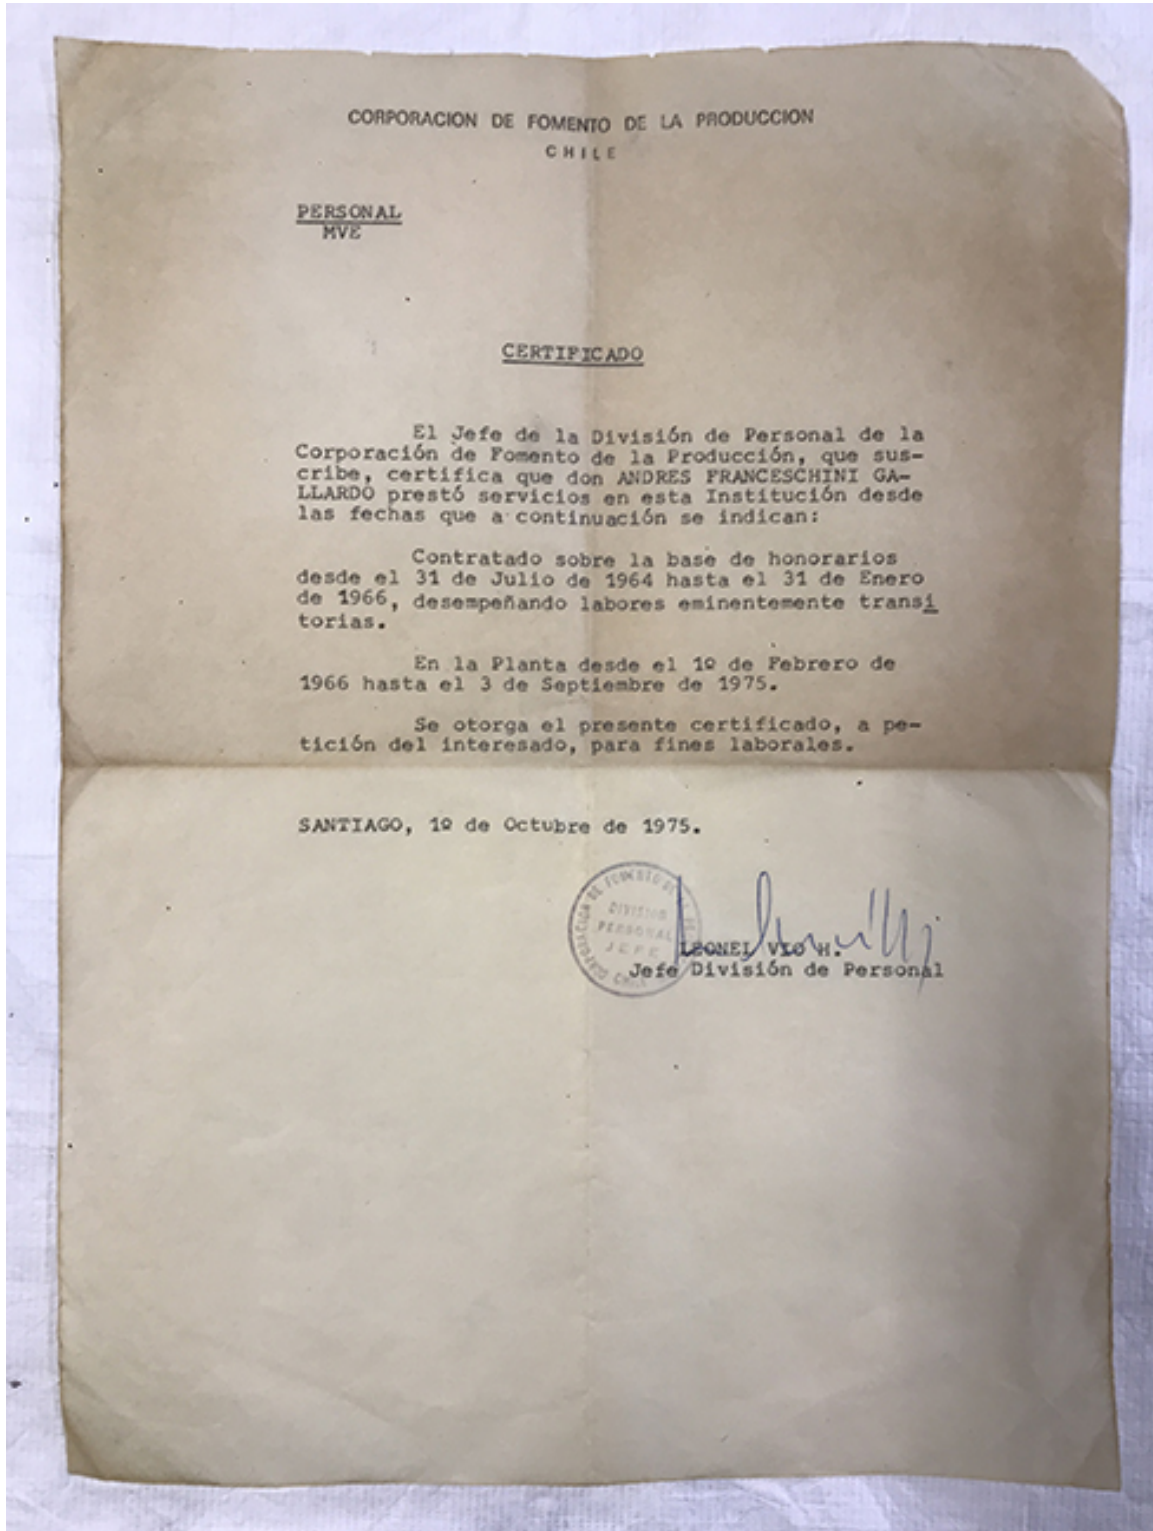 CORPORACION DE FOMENTO DE LA PRODUCCION
CHILE
PERSONAL
MVE
CERTIFICADO
El Jefe de la División de Personal de la
Corporación de Fomento de la Producción, que sus-
cribe, certifica que don ANDRES FRANCESCHINI GA-
LLARDO prestó servicios en esta Institución desde
las fechas que a continuación se indican:
Contratado sobre la base de honorarios
desde el 31 de Julio de 1964 hasta el 31 de Enero
de 1966, desempeñando labores eminentemente transi
torias.
En la Planta desde el 1º de Febrero de
1966 hasta el 3 de Septiembre de 1975.
Se otorga el presente certificado, a pe-
tición del interesado, para fines laborales.
SANTIAGO, 1º de Octubre de 1975.
CORPORACION DE FOMENTO DE
DIVISION
PERSONAL
JEFE
CHILE
LEONEL VIO H.
Jefe División de Personal